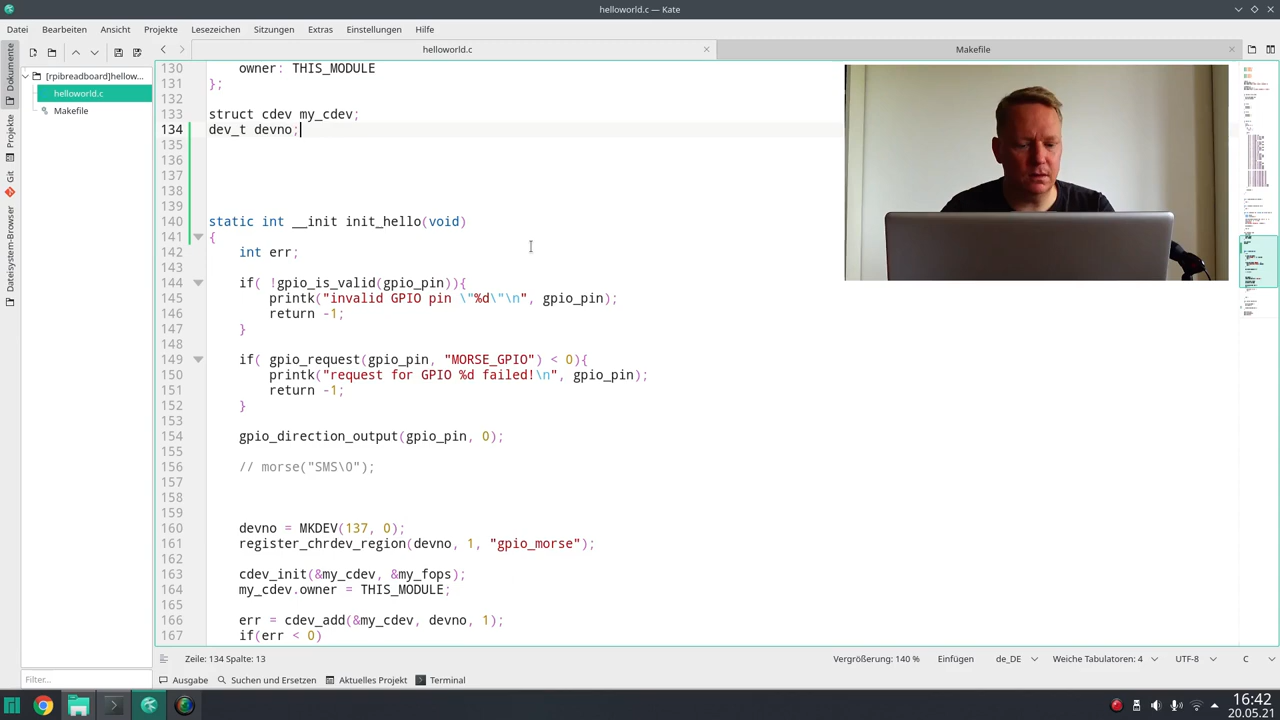 helloworld.c — Kate
Datei Bearbeiten Ansicht Projekte Lesezeichen Sitzungen Extras Einstellungen Hilfe
helloworld.c
Makefile
Dokumente
Projekte
Git
Dateisystem-Browser
[rpibreadboard]hellow...
helloworld.c
Makefile
130 owner: THIS_MODULE
131 };
132
133 struct cdev my_cdev;
134 dev_t devno;
135
136
137
138
139
140 static int __init init_hello(void)
141 {
142 int err;
143
144 if( !gpio_is_valid(gpio_pin)){
145 printk("invalid GPIO pin \"%d\"\n", gpio_pin);
146 return -1;
147 }
148
149 if( gpio_request(gpio_pin, "MORSE_GPIO") < 0){
150 printk("request for GPIO %d failed!\n", gpio_pin);
151 return -1;
152 }
153
154 gpio_direction_output(gpio_pin, 0);
155
156 // morse("SMS\0");
157
158
159
160 devno = MKDEV(137, 0);
161 register_chrdev_region(devno, 1, "gpio_morse");
162
163 cdev_init(&my_cdev, &my_fops);
164 my_cdev.owner = THIS_MODULE;
165
166 err = cdev_add(&my_cdev, devno, 1);
167 if(err < 0)
Zeile: 134 Spalte: 13
Vergrößerung: 140 % Einfügen de_DE Weiche Tabulatoren: 4 UTF-8 C
Filter...
Ausgabe Suchen und Ersetzen Aktuelles Projekt Terminal
16:42
20.05.21